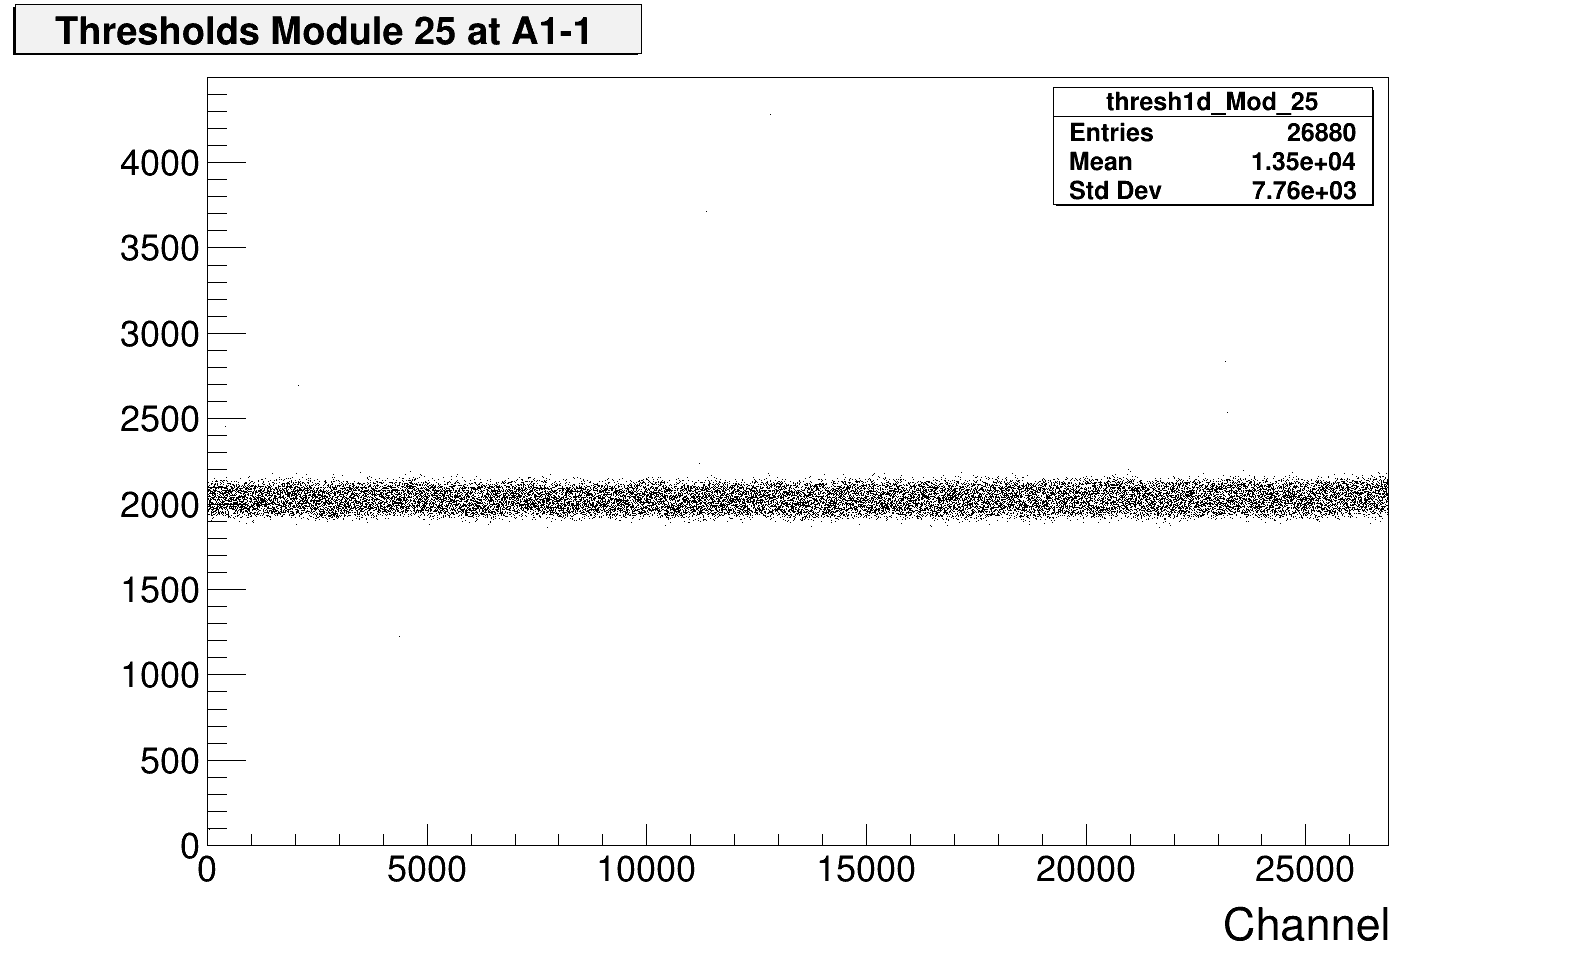 Thresholds Module 25 at A1-1
thresh1d_Mod_25
Entries 26880
Mean 1.35e+04
Std Dev 7.76e+03
4000
3500
3000
2500
2000
1500
1000
500
0
0 5000 10000 15000 20000 25000
Channel